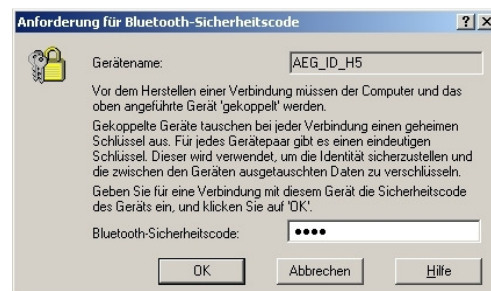 Anforderung für Bluetooth-Sicherheitscode
Gerätename: AEG_ID_H5
Vor dem Herstellen einer Verbindung müssen der Computer und das
oben angeführte Gerät 'gekoppelt' werden.
Gekoppelte Geräte tauschen bei jeder Verbindung einen geheimen
Schlüssel aus. Für jedes Gerätepaar gibt es einen eindeutigen
Schlüssel. Dieser wird verwendet, um die Identität sicherzustellen und
die zwischen den Geräten ausgetauschten Daten zu verschlüsseln.
Geben Sie für eine Verbindung mit diesem Gerät die Sicherheitscode
des Geräts ein, und klicken Sie auf 'OK'.
Bluetooth-Sicherheitscode: ●●●●
OK Abbrechen Hilfe